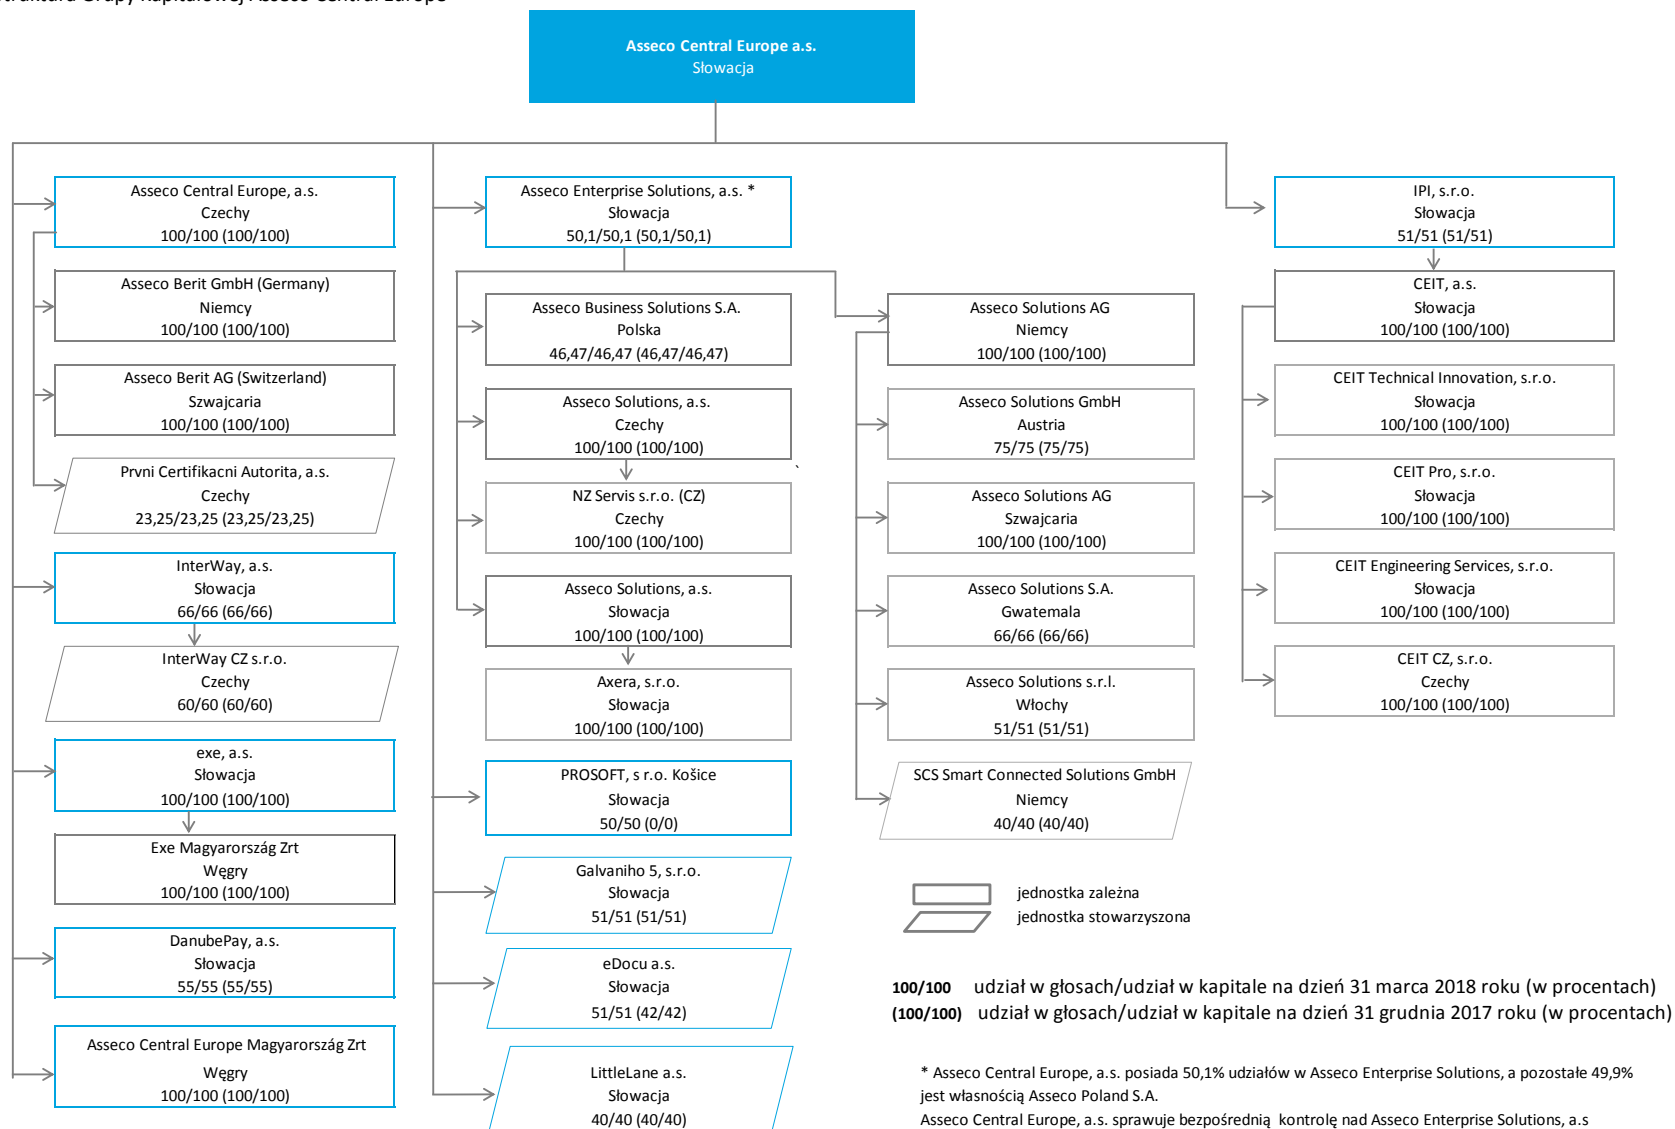 Struktura Grupy Kapitałowej Asseco Central Europe
Asseco Central Europe a.s.
Słowacja
Asseco Central Europe, a.s.
Czechy
100/100 (100/100)
Asseco Berit GmbH (Germany)
Niemcy
100/100 (100/100)
Asseco Berit AG (Switzerland)
Szwajcaria
100/100 (100/100)
Prvni Certifikacni Autorita, a.s.
Czechy
23,25/23,25 (23,25/23,25)
InterWay, a.s.
Słowacja
66/66 (66/66)
InterWay CZ s.r.o.
Czechy
60/60 (60/60)
exe, a.s.
Słowacja
100/100 (100/100)
Exe Magyarország Zrt
Węgry
100/100 (100/100)
DanubePay, a.s.
Słowacja
55/55 (55/55)
Asseco Central Europe Magyarország Zrt
Węgry
100/100 (100/100)
Asseco Enterprise Solutions, a.s. *
Słowacja
50,1/50,1 (50,1/50,1)
Asseco Business Solutions S.A.
Polska
46,47/46,47 (46,47/46,47)
Asseco Solutions, a.s.
Czechy
100/100 (100/100)
NZ Servis s.r.o. (CZ)
Czechy
100/100 (100/100)
Asseco Solutions, a.s.
Słowacja
100/100 (100/100)
Axera, s.r.o.
Słowacja
100/100 (100/100)
PROSOFT, s r.o. Košice
Słowacja
50/50 (0/0)
Galvaniho 5, s.r.o.
Słowacja
51/51 (51/51)
eDocu a.s.
Słowacja
51/51 (42/42)
LittleLane a.s.
Słowacja
40/40 (40/40)
Asseco Solutions AG
Niemcy
100/100 (100/100)
Asseco Solutions GmbH
Austria
75/75 (75/75)
Asseco Solutions AG
Szwajcaria
100/100 (100/100)
Asseco Solutions S.A.
Gwatemala
66/66 (66/66)
Asseco Solutions s.r.l.
Włochy
51/51 (51/51)
SCS Smart Connected Solutions GmbH
Niemcy
40/40 (40/40)
IPI, s.r.o.
Słowacja
51/51 (51/51)
CEIT, a.s.
Słowacja
100/100 (100/100)
CEIT Technical Innovation, s.r.o.
Słowacja
100/100 (100/100)
CEIT Pro, s.r.o.
Słowacja
100/100 (100/100)
CEIT Engineering Services, s.r.o.
Słowacja
100/100 (100/100)
CEIT CZ, s.r.o.
Czechy
100/100 (100/100)
jednostka zależna
jednostka stowarzyszona
100/100 udział w głosach/udział w kapitale na dzień 31 marca 2018 roku (w procentach)
(100/100) udział w głosach/udział w kapitale na dzień 31 grudnia 2017 roku (w procentach)
* Asseco Central Europe, a.s. posiada 50,1% udziałów w Asseco Enterprise Solutions, a pozostałe 49,9%
jest własnością Asseco Poland S.A.
Asseco Central Europe, a.s. sprawuje bezpośrednią kontrolę nad Asseco Enterprise Solutions, a.s